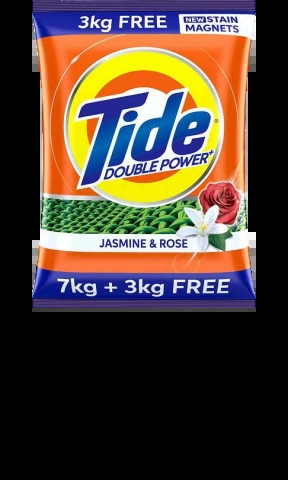 3kg FREE
NEW STAIN
MAGNETS
Tide
DOUBLE POWER+
JASMINE & ROSE
7kg + 3kg FREE